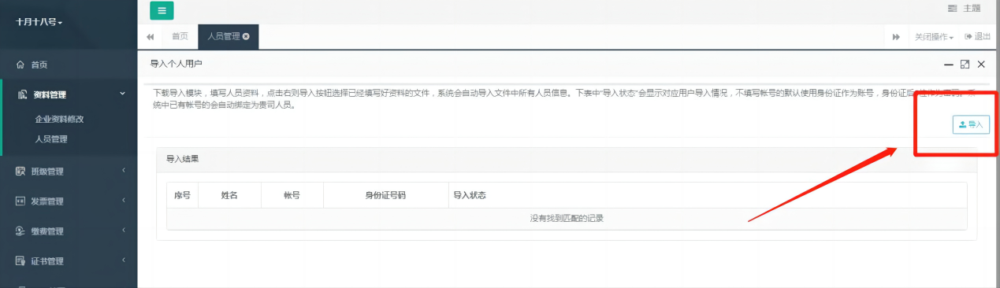 十月十八号
主题
首页
人员管理
关闭操作
退出
首页
导入个人用户
资料管理
下载导入模块，填写人员资料，点击右则导入按钮选择已经填写好资料的文件，系统会自动导入文件中所有人员信息。下表中"导入状态"会显示对应用户导入情况，不填写帐号的默认使用身份证作为账号，身份证后
统中已有帐号的会自动绑定为贵司人员。
企业资料修改
导入
人员管理
导入结果
班级管理
序号 姓名 帐号 身份证号码 导入状态
发票管理
没有找到匹配的记录
缴费管理
证书管理